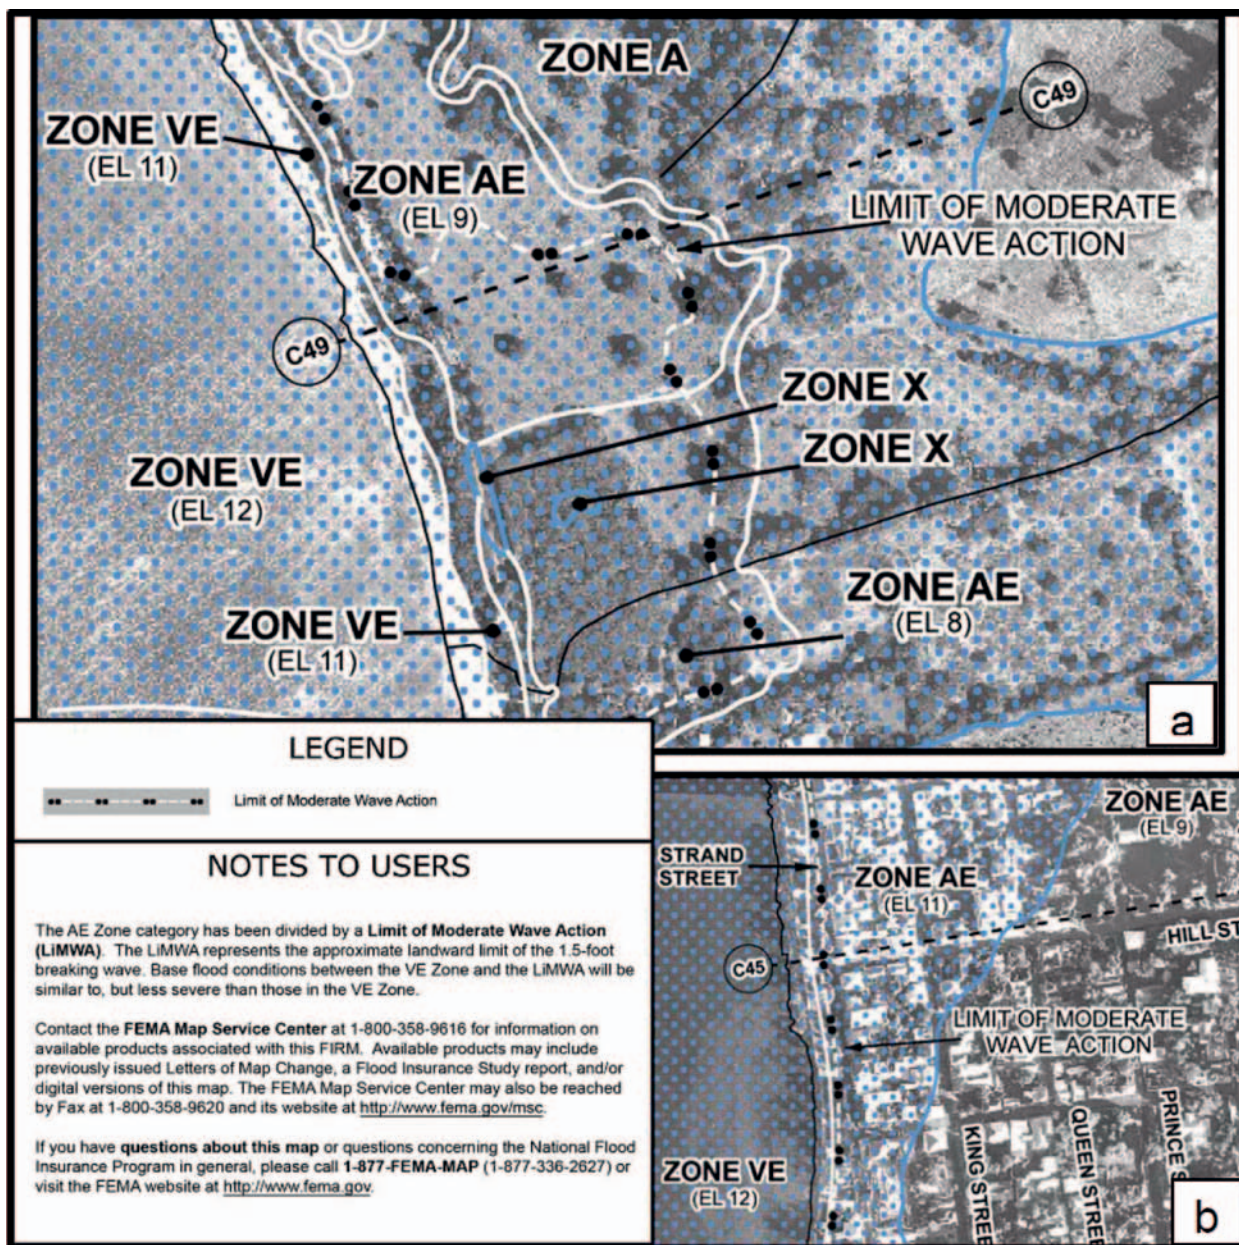 ZONE A
C49
ZONE VE
(EL 11)
ZONE AE
(EL 9)
LIMIT OF MODERATE
WAVE ACTION
C49
ZONE X
ZONE X
ZONE VE
(EL 12)
ZONE AE
(EL 8)
ZONE VE
(EL 11)
a
LEGEND
Limit of Moderate Wave Action
NOTES TO USERS
The AE Zone category has been divided by a Limit of Moderate Wave Action
(LiMWA). The LiMWA represents the approximate landward limit of the 1.5-foot
breaking wave. Base flood conditions between the VE Zone and the LiMWA will be
similar to, but less severe than those in the VE Zone.
Contact the FEMA Map Service Center at 1-800-358-9616 for information on
available products associated with this FIRM. Available products may include
previously issued Letters of Map Change, a Flood Insurance Study report, and/or
digital versions of this map. The FEMA Map Service Center may also be reached
by Fax at 1-800-358-9620 and its website at http://www.fema.gov/msc.
If you have questions about this map or questions concerning the National Flood
Insurance Program in general, please call 1-877-FEMA-MAP (1-877-336-2627) or
visit the FEMA website at http://www.fema.gov.
ZONE AE
(EL 9)
STRAND
STREET
ZONE AE
(EL 11)
HILL ST
C45
LIMIT OF MODERATE
WAVE ACTION
ZONE VE
(EL 12)
KING STREE
QUEEN STREE
PRINCE S
b